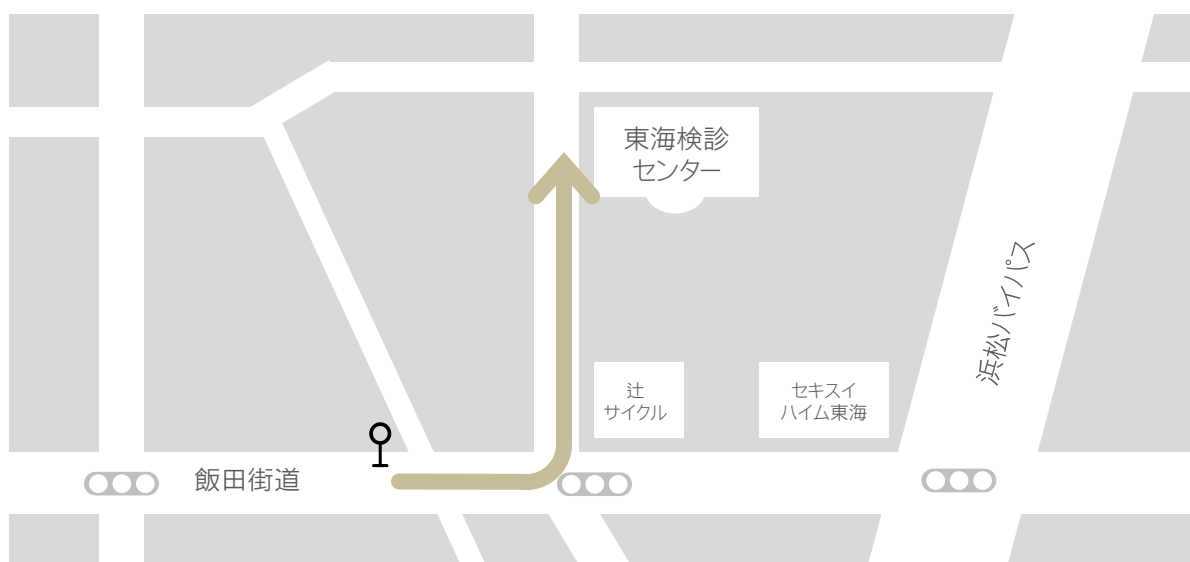 東海検診
センター
浜松バイパス
辻
サイクル
セキスイ
ハイム東海
飯田街道